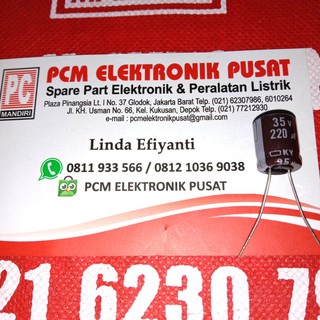 PC
MANDIRI
PCM ELEKTRONIK PUSAT
Spare Part Elektronik & Peralatan Listrik
Plaza Pinangsia Lt. I No. 37 Glodok, Jakarta Barat Telp. (021) 62307986, 6010264
Jl. KH. Usman No. 66, Kel. Kukusan, Depok Telp. (021) 77212930
e-mail : pcmelektronikpusat@gmail.com
Linda Efiyanti
0811 933 566 / 0812 1036 9038
PCM ELEKTRONIK PUSAT
35V
220
KY
21 6230 79